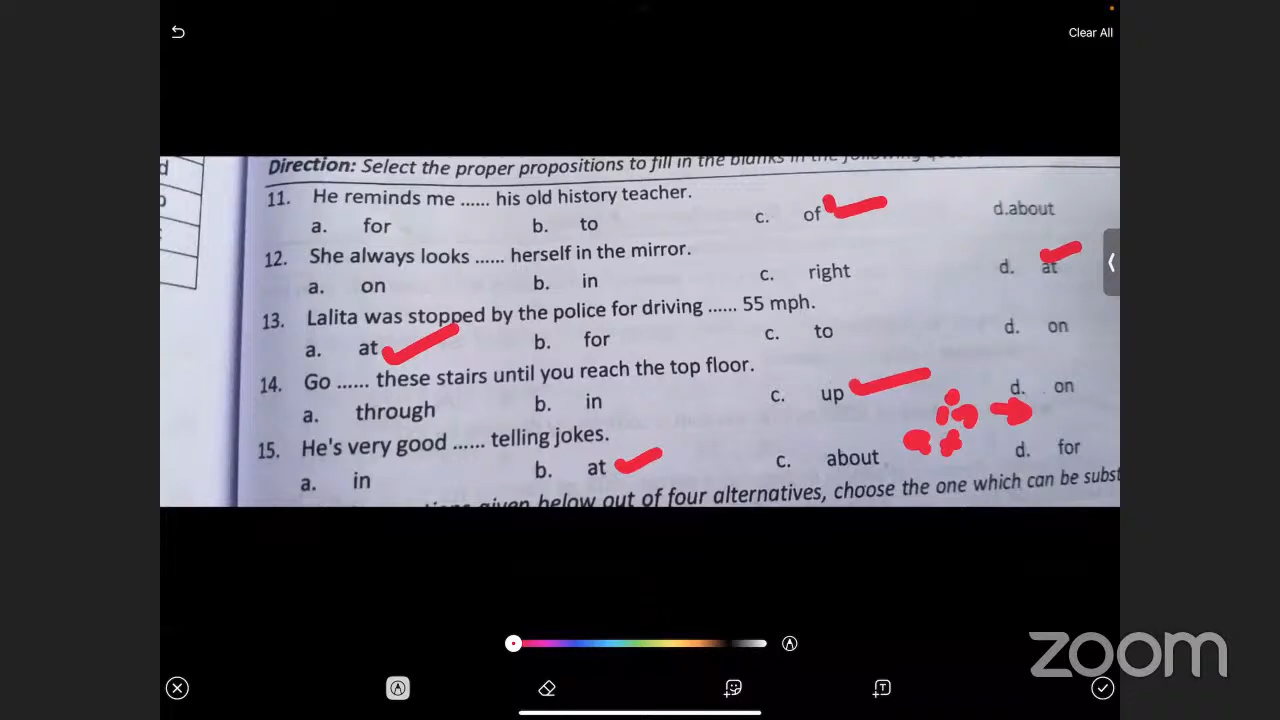 Clear All
Direction: Select the proper propositions to fill in the blanks in the following
11. He reminds me ...... his old history teacher.
a. for b. to c. of d.about
12. She always looks ...... herself in the mirror.
a. on b. in c. right d. at
13. Lalita was stopped by the police for driving ...... 55 mph.
a. at b. for c. to d. on
14. Go ...... these stairs until you reach the top floor.
a. through b. in c. up d. on
15. He's very good ...... telling jokes.
a. in b. at c. about d. for
given below out of four alternatives, choose the one which can be subst
zoom